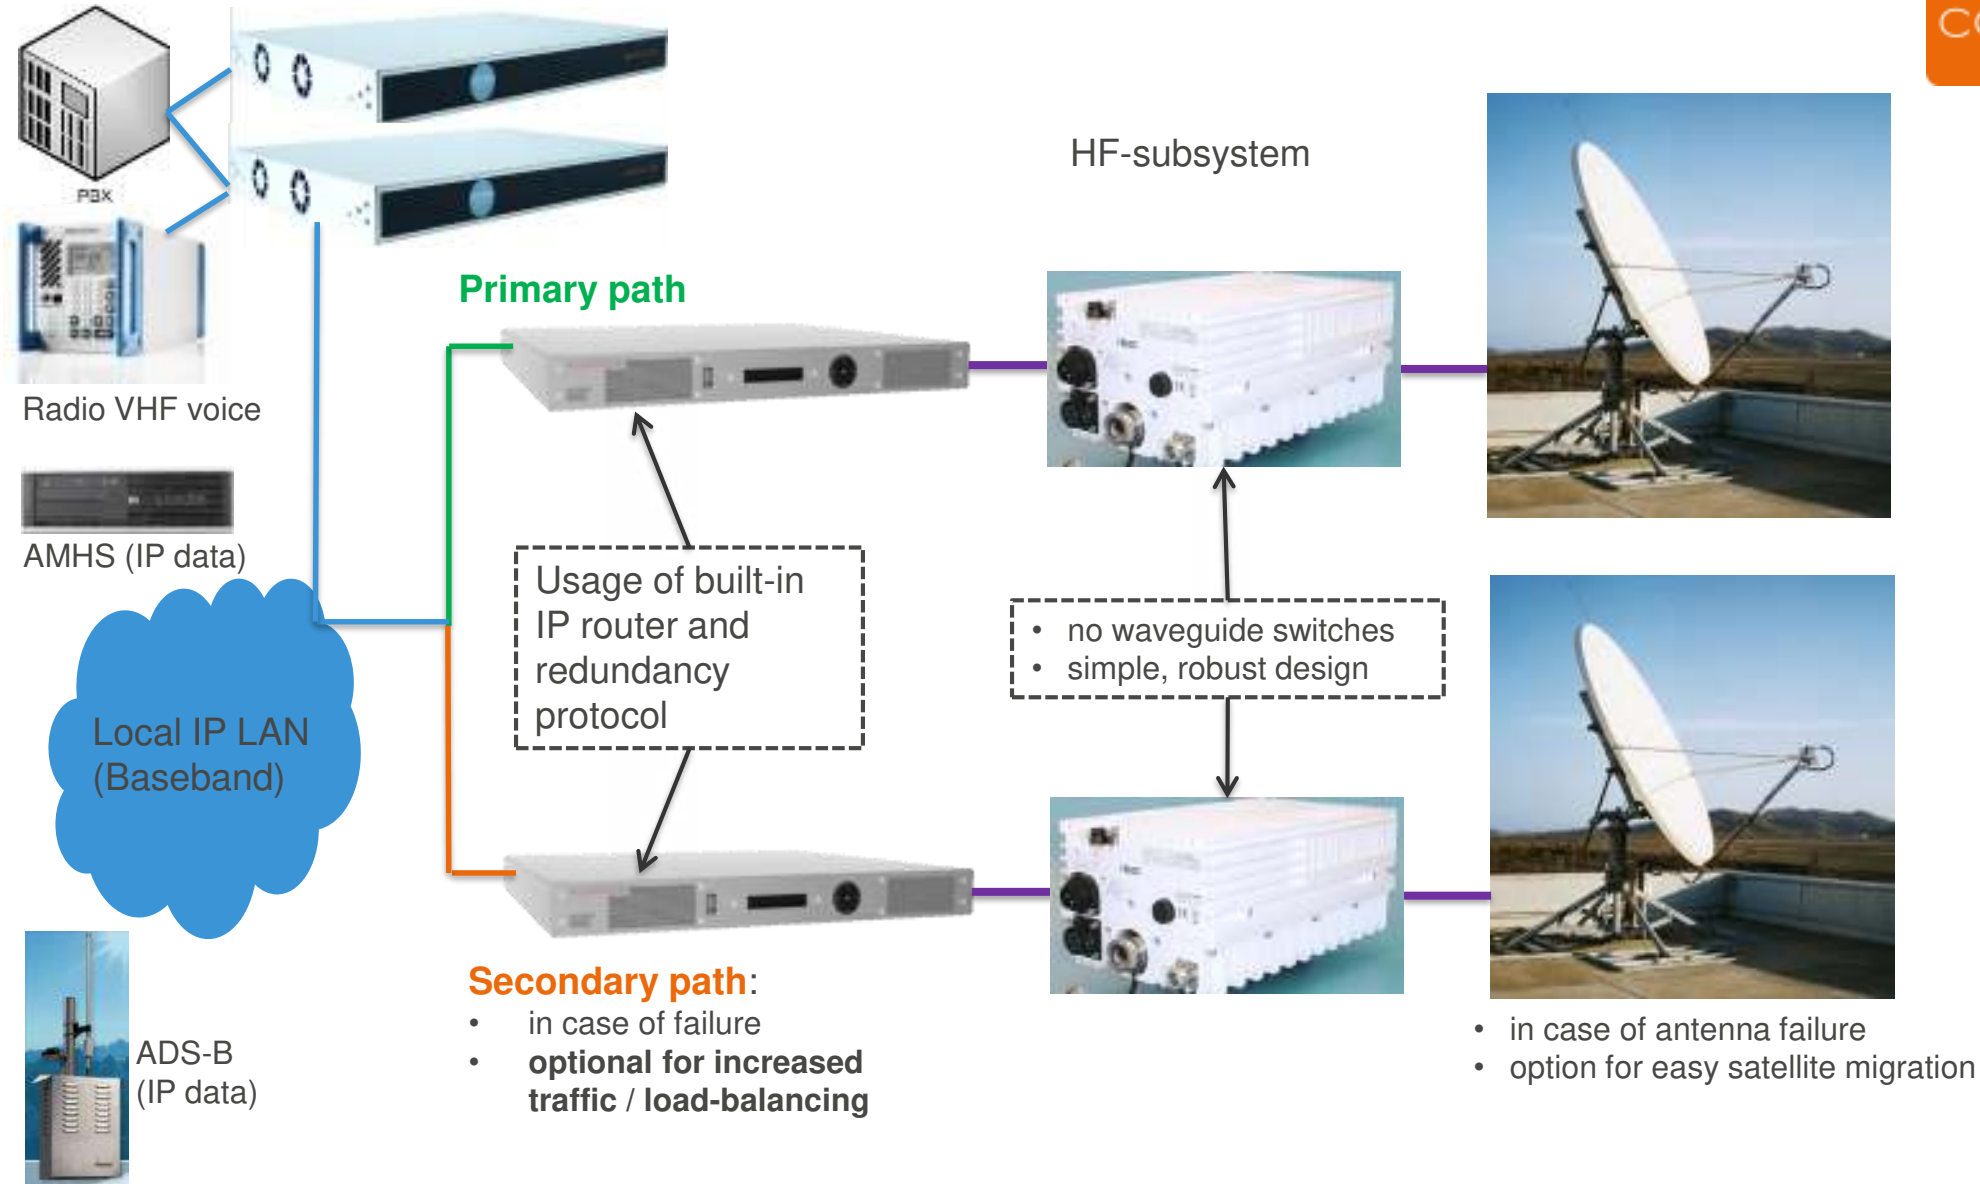 PBX
HF-subsystem
Primary path
Radio VHF voice
AMHS (IP data)
Usage of built-in
IP router and
redundancy
protocol
• no waveguide switches
• simple, robust design
Local IP LAN
(Baseband)
Secondary path:
• in case of failure
• optional for increased
traffic / load-balancing
• in case of antenna failure
• option for easy satellite migration
ADS-B
(IP data)